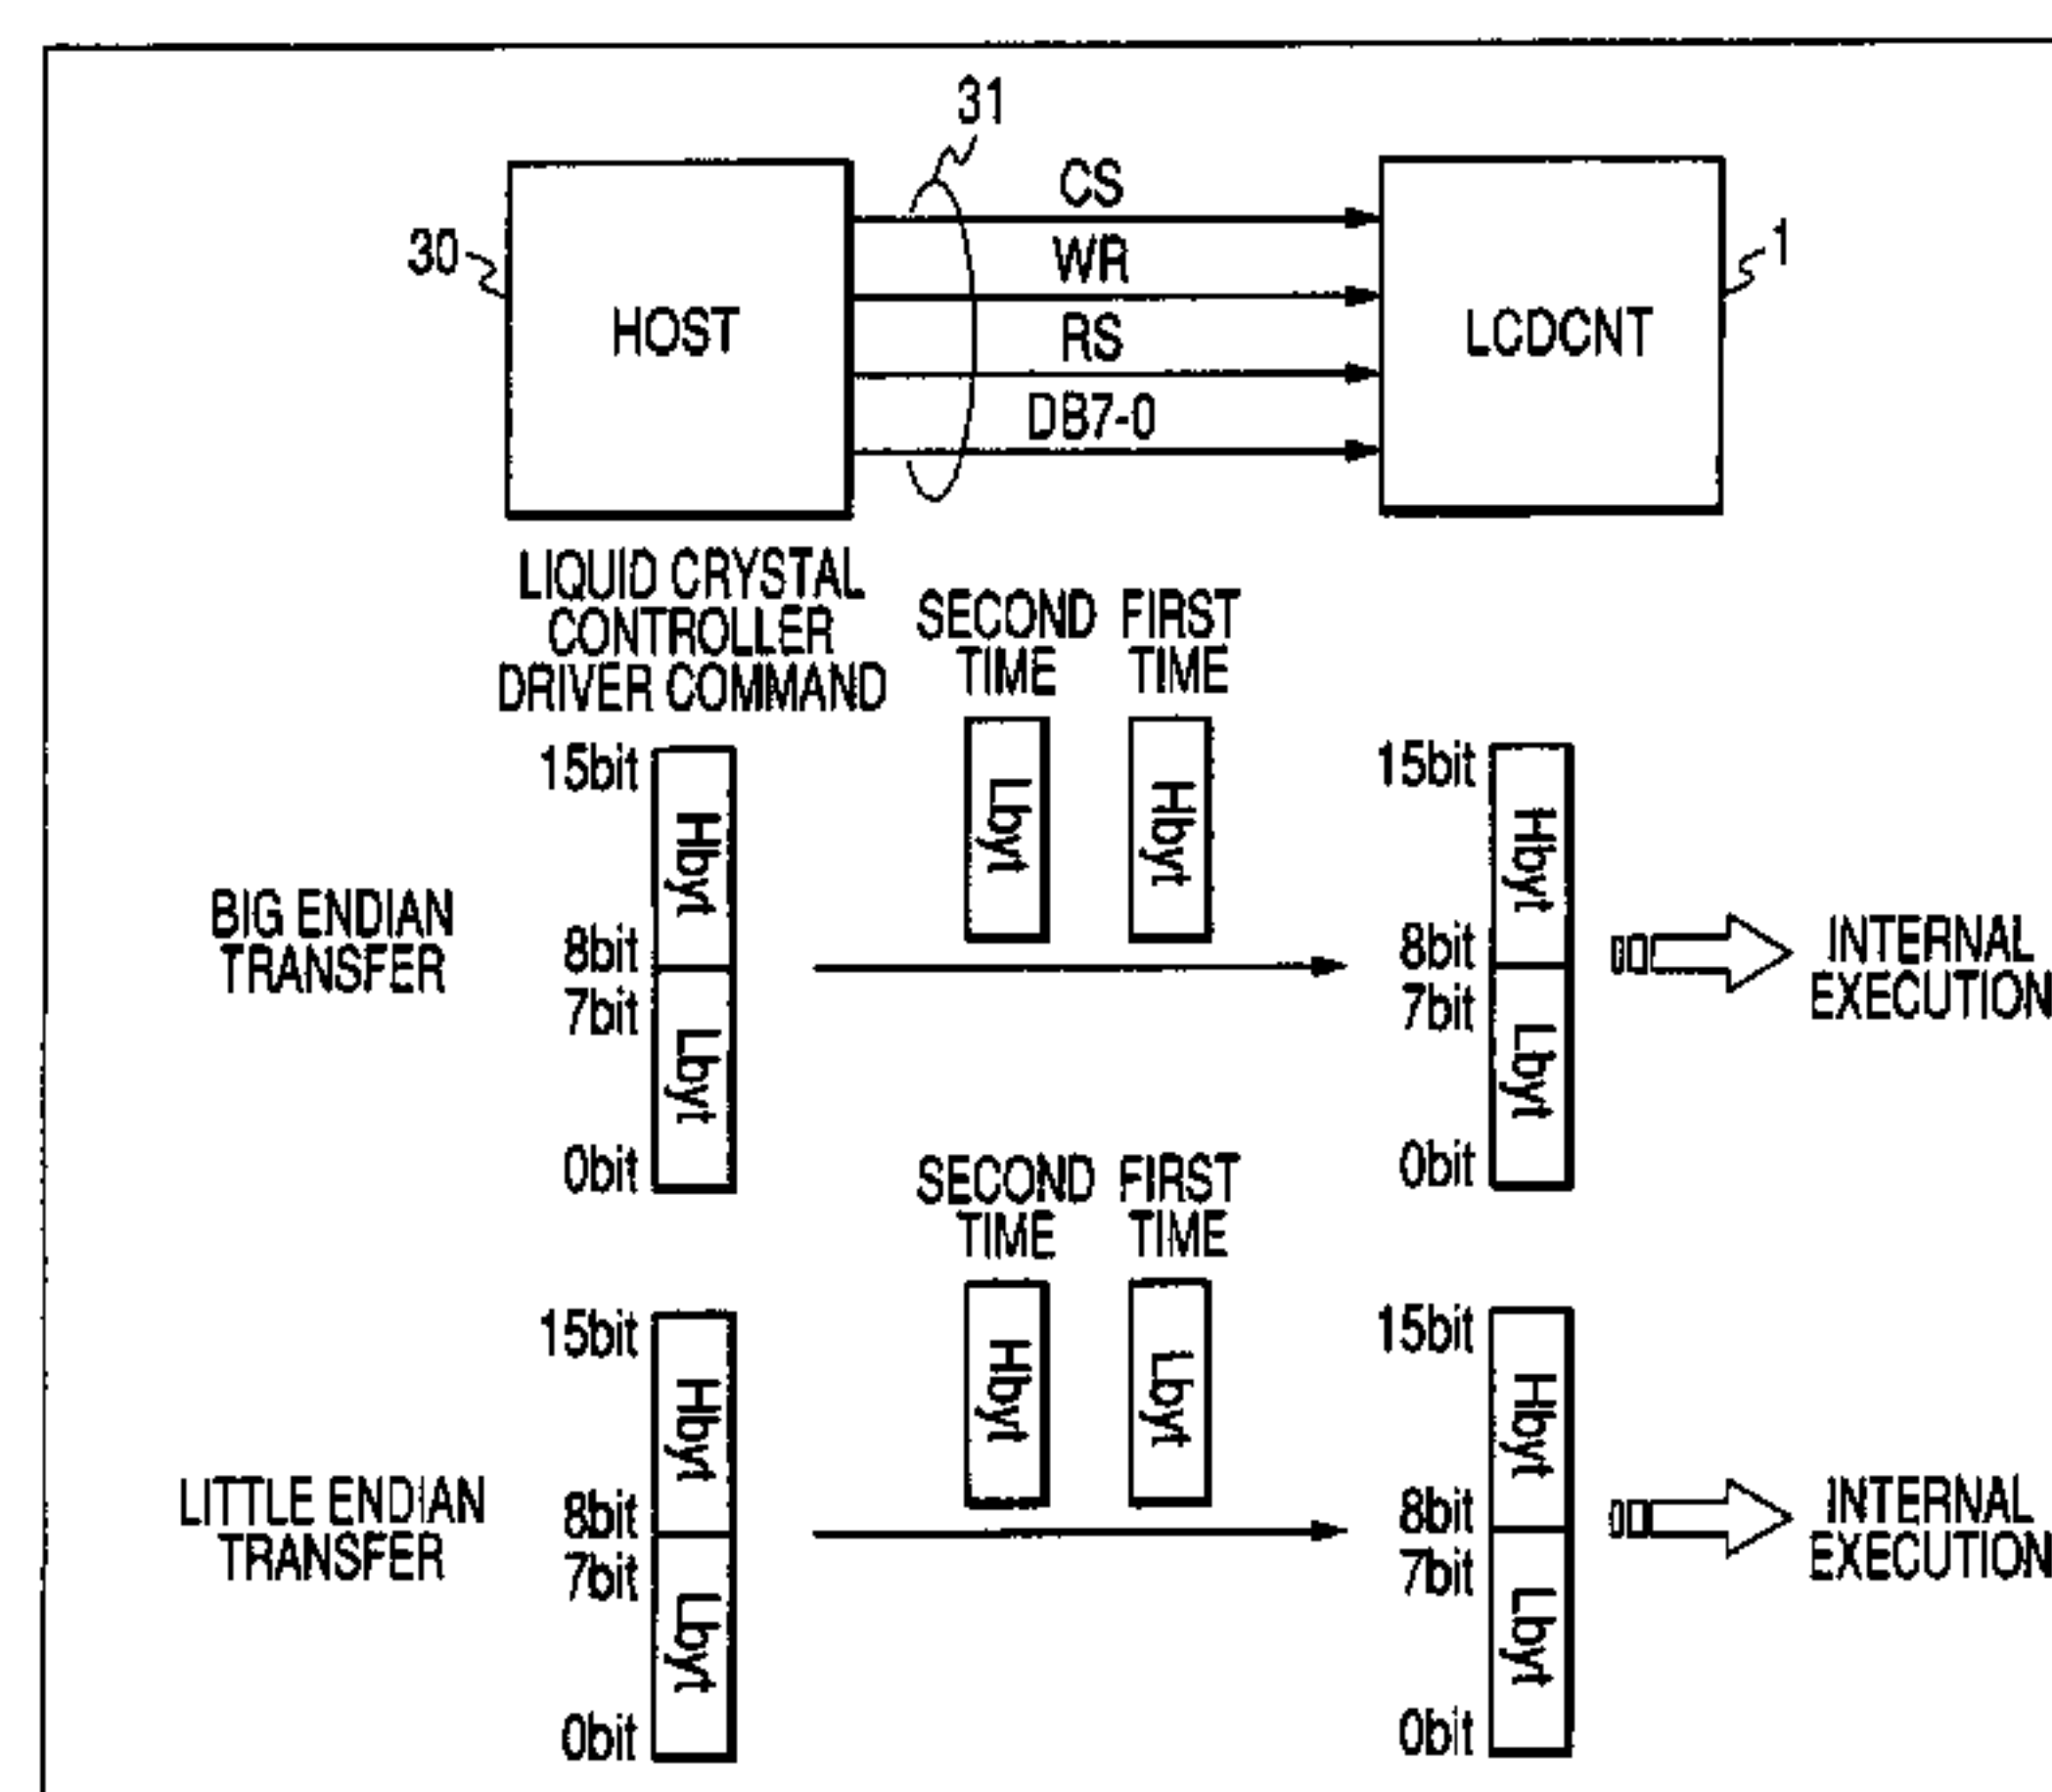 31
CS
30
WR
1
HOST
RS
LCDCNT
DB7-0
LIQUID CRYSTAL
CONTROLLER
DRIVER COMMAND
SECOND
TIME
FIRST
TIME
BIG ENDIAN
TRANSFER
15bit
Hbyt
8bit
7bit
Lbyt
0bit
Lbyt
Hbyt
15bit
Hbyt
8bit
7bit
Lbyt
0bit
INTERNAL
EXECUTION
SECOND
TIME
FIRST
TIME
LITTLE ENDIAN
TRANSFER
15bit
Hbyt
8bit
7bit
Lbyt
0bit
Hbyt
Lbyt
15bit
Hbyt
8bit
7bit
Lbyt
0bit
INTERNAL
EXECUTION